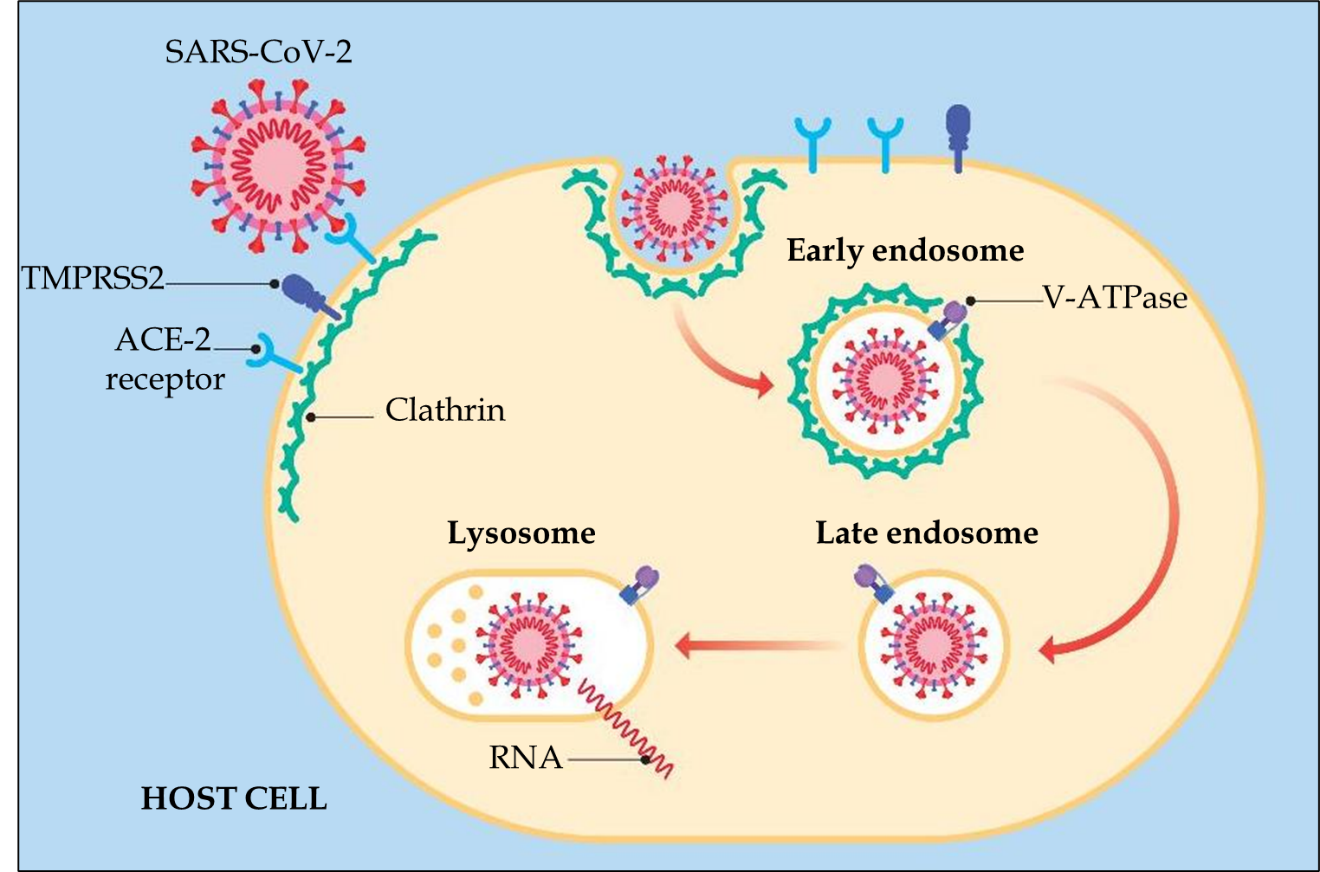 SARS-CoV-2
Early endosome
TMPRSS2
V-ATPase
ACE-2
receptor
Clathrin
Lysosome
Late endosome
RNA
HOST CELL